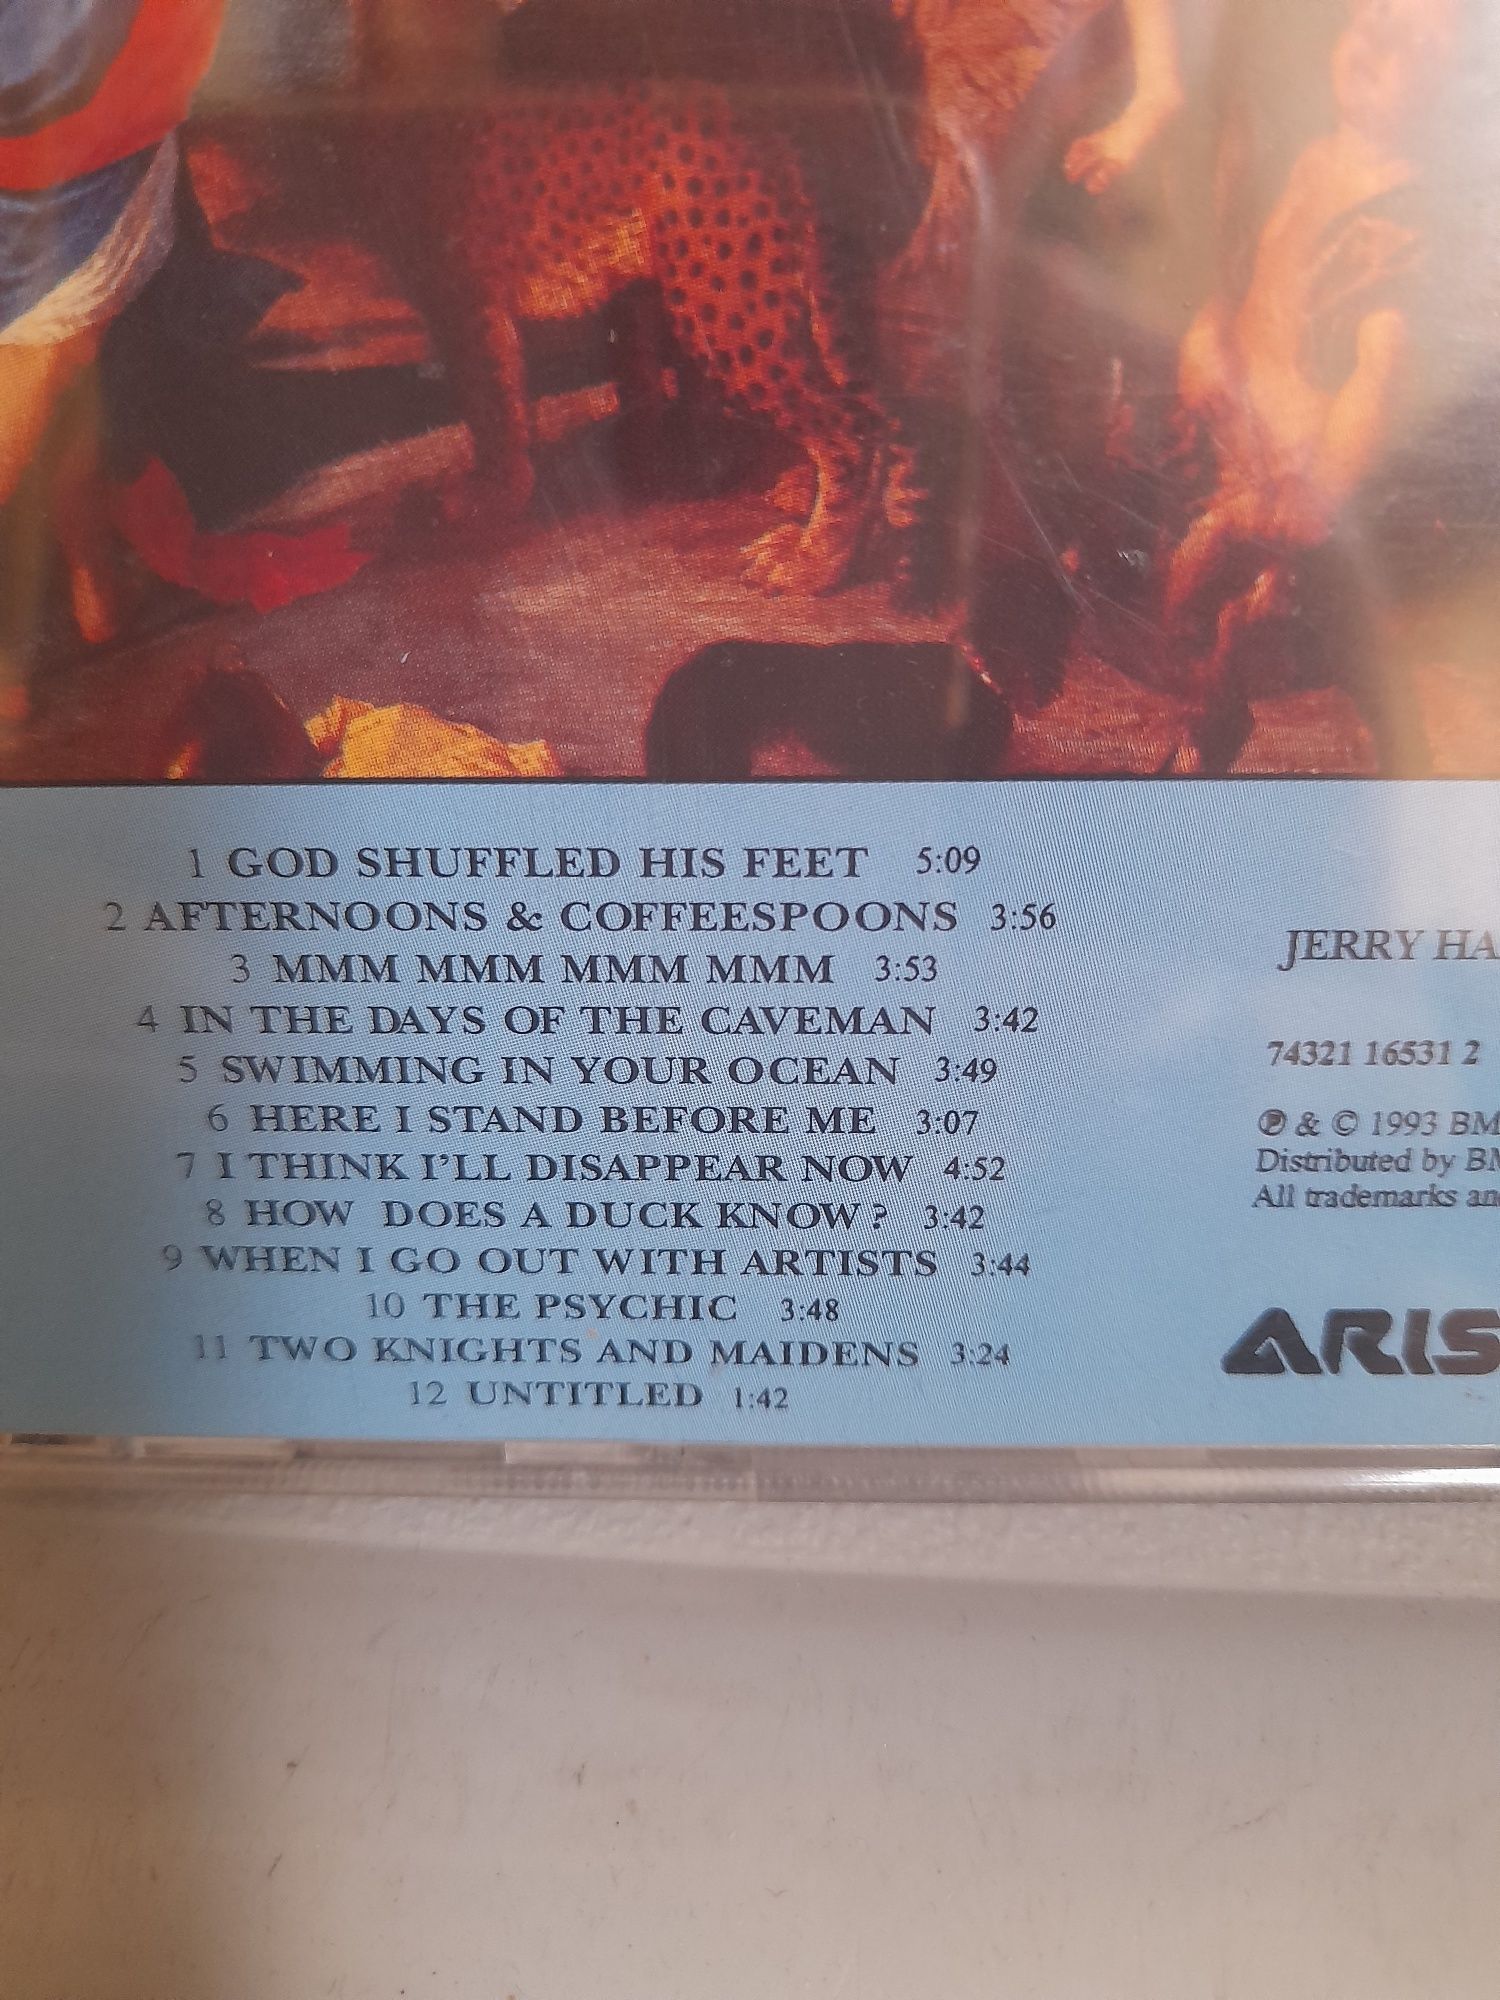 1 GOD SHUFFLED HIS FEET 5:09
2 AFTERNOONS & COFFEESPOONS 3:56
3 MMM MMM MMM MMM 3:53
4 IN THE DAYS OF THE CAVEMAN 3:42
5 SWIMMING IN YOUR OCEAN 3:49
6 HERE I STAND BEFORE ME 3:07
7 I THINK I'LL DISAPPEAR NOW 4:52
8 HOW DOES A DUCK KNOW? 3:42
9 WHEN I GO OUT WITH ARTISTS 3:44
10 THE PSYCHIC 3:48
11 TWO KNIGHTS AND MAIDENS 3:24
12 UNTITLED 1:42
JERRY
74321 16531 2
℗ & © 1993
Distributed by
All trademarks